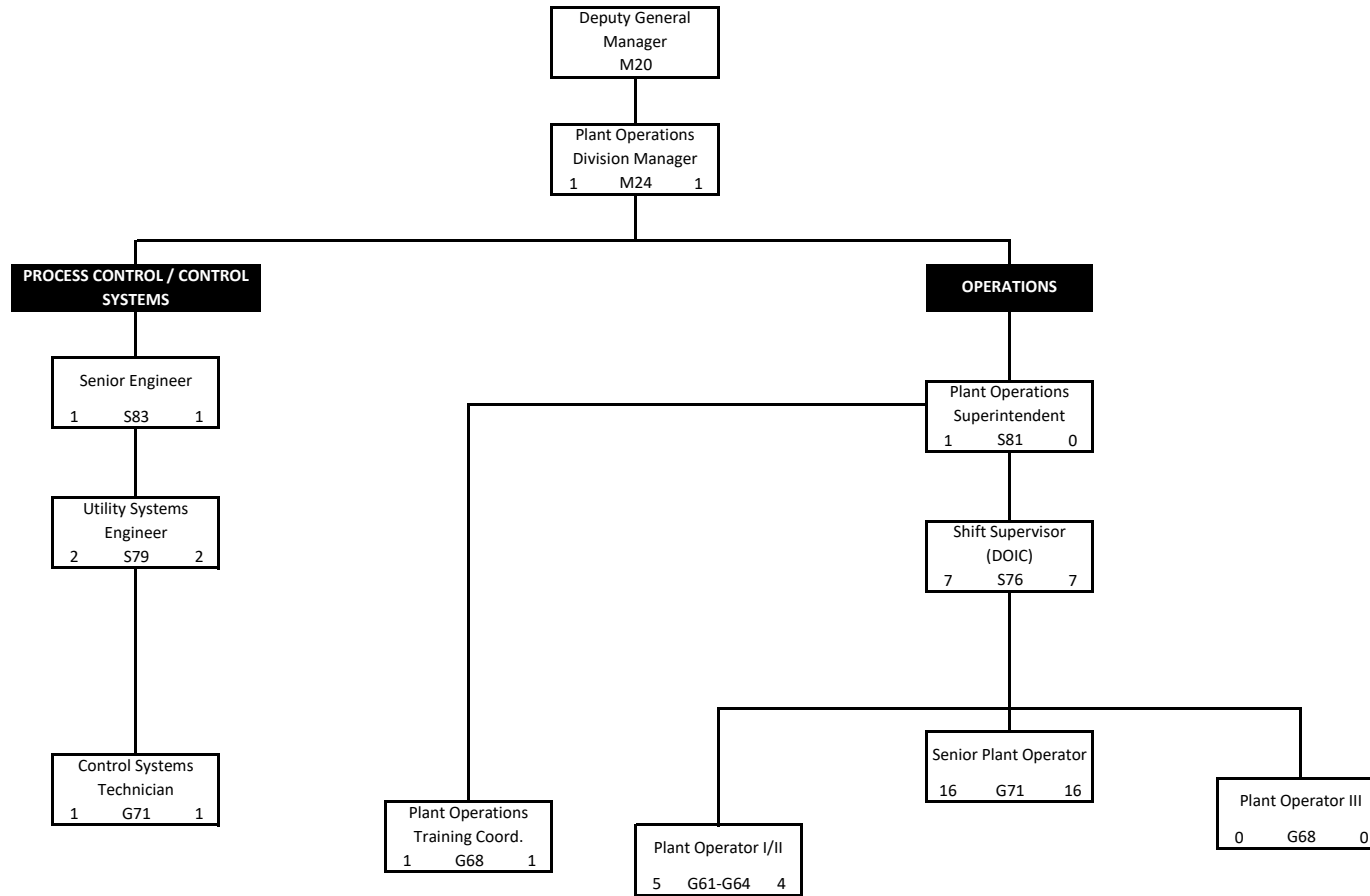 Deputy General
Manager
M20
Plant Operations
Division Manager
1 M24 1
PROCESS CONTROL / CONTROL
SYSTEMS
OPERATIONS
Senior Engineer
1 S83 1
Plant Operations
Superintendent
1 S81 0
Utility Systems
Engineer
2 S79 2
Shift Supervisor
(DOIC)
7 S76 7
Control Systems
Technician
1 G71 1
Plant Operations
Training Coord.
1 G68 1
Plant Operator I/II
5 G61-G64 4
Senior Plant Operator
16 G71 16
Plant Operator III
0 G68 0